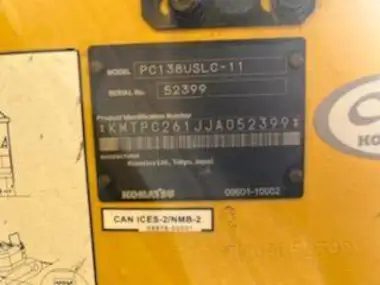 MODEL PC138USLC-11
SERIAL NO. 52399
Product Identification Number
*KMTPC261JJA052399*
MANUFACTURER
Komatsu Ltd., Tokyo, Japan
KOMATSU
09601-10002
CAN ICES-2/NMB-2